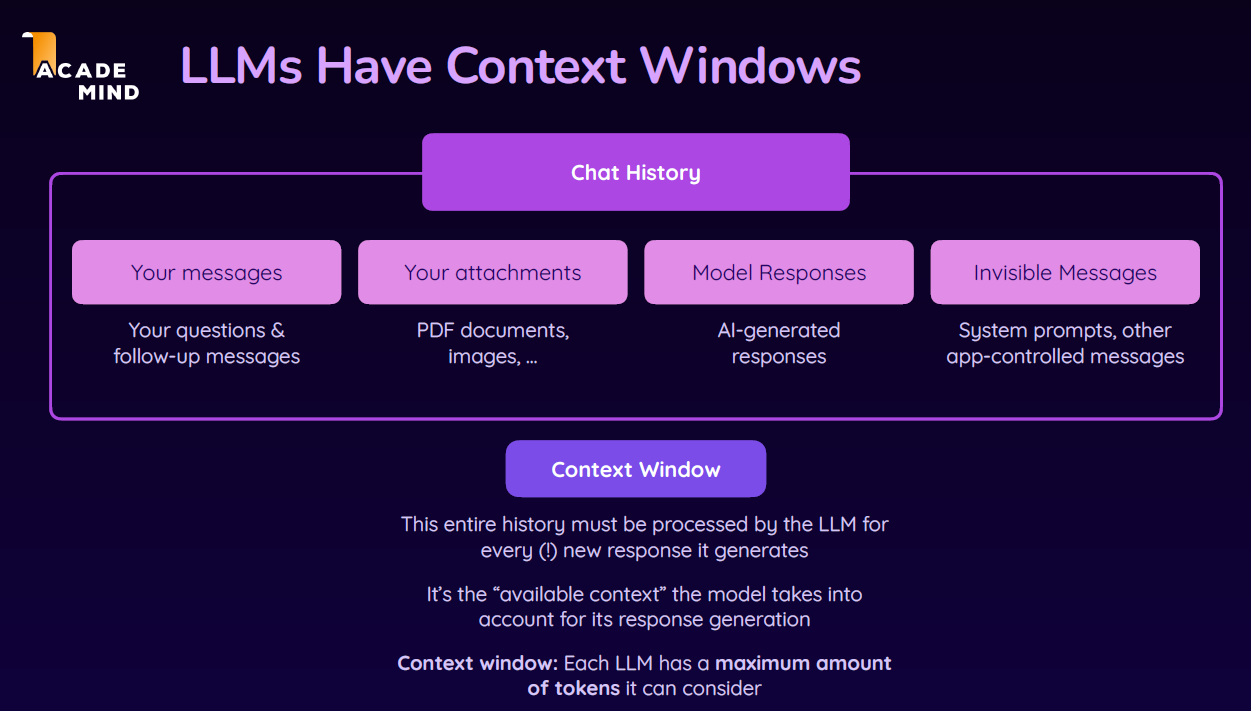 ACADE
MIND
LLMs Have Context Windows
Chat History
Your messages
Your questions &
follow-up messages
Your attachments
PDF documents,
images, ...
Model Responses
AI-generated
responses
Invisible Messages
System prompts, other
app-controlled messages
Context Window
This entire history must be processed by the LLM for
every (!) new response it generates
It’s the “available context” the model takes into
account for its response generation
Context window: Each LLM has a maximum amount
of tokens it can consider